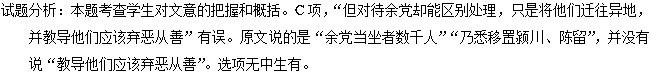 试题分析：本题考查学生对文意的把握和概括。C 项，“但对待余党却能区别处理，只是将他们迁往异地，
并教导他们应该弃恶从善”有误。原文说的是“余党当坐者数千人”“乃悉移置颍川、陈留”，并没有
说“教导他们应该弃恶从善”。选项无中生有。